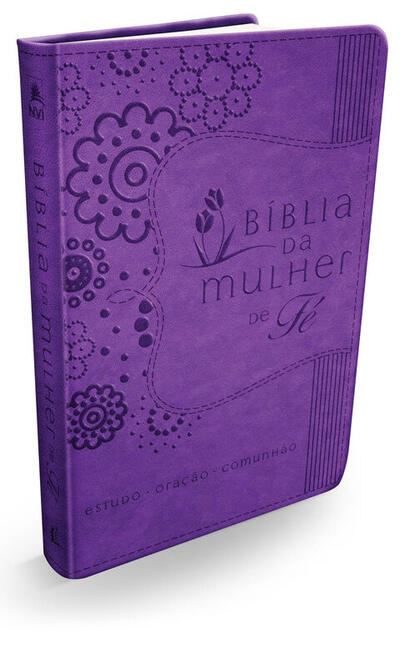 NVI
BÍBLIA DA MULHER DE Fé
BÍBLIA
DA
MULHER
DE Fé
ESTUDO · ORAÇÃO · COMUNHÃO